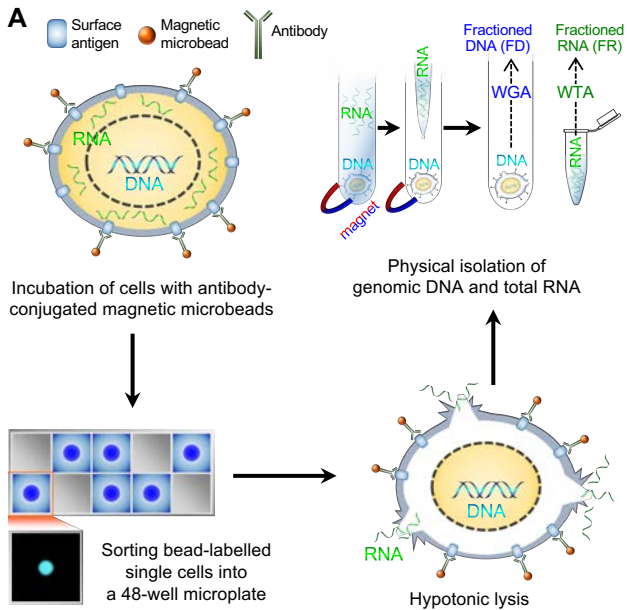 A
Surface
antigen
Magnetic
microbead
Antibody
RNA
DNA
Incubation of cells with antibody-
conjugated magnetic microbeads
Sorting bead-labelled
single cells into
a 48-well microplate
RNA
DNA
Hypotonic lysis
Fractioned
DNA (FD)
Fractioned
RNA (FR)
RNA
DNA
magnet
RNA
DNA
WGA
DNA
WTA
RNA
Physical isolation of
genomic DNA and total RNA